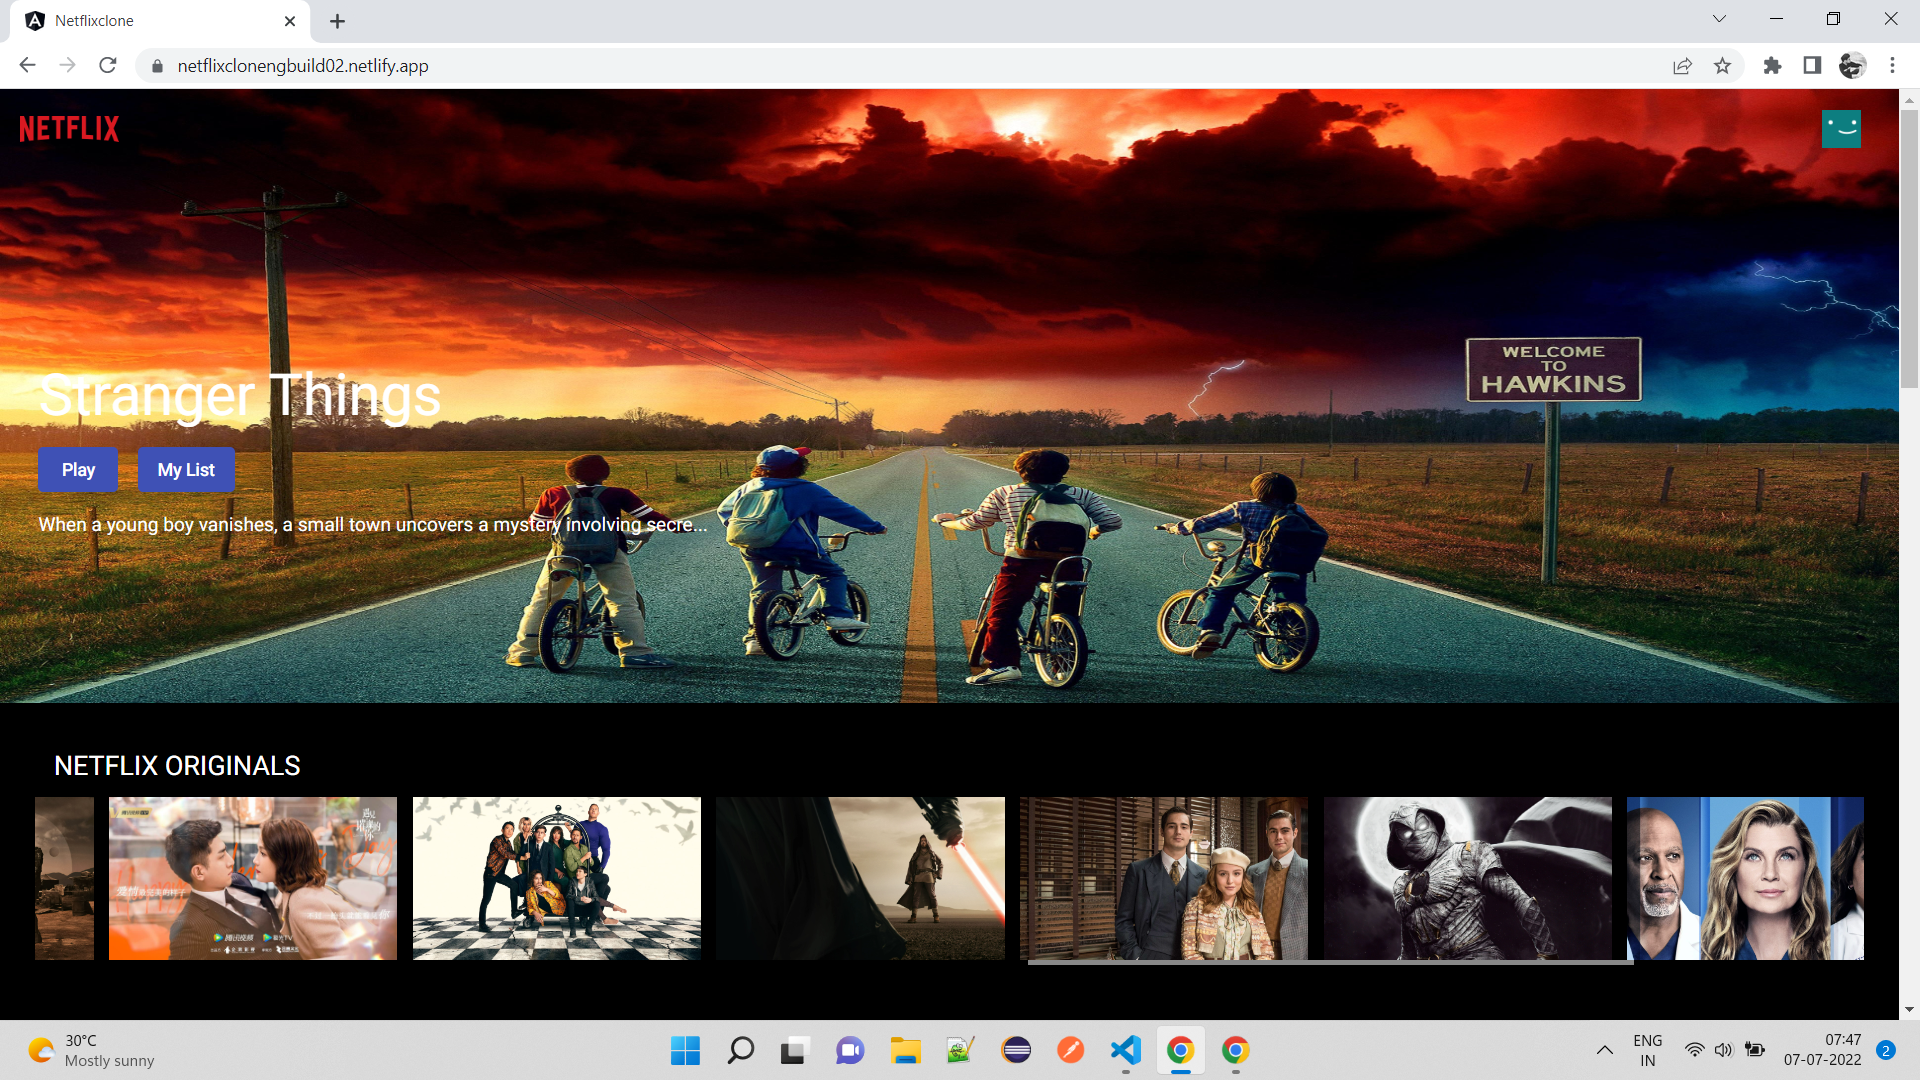 Netflixclone
netflixclonengbuild02.netlify.app
NETFLIX
WELCOME
TO
HAWKINS
Stranger Things
Play
My List
When a young boy vanishes, a small town uncovers a mystery involving secre...
NETFLIX ORIGINALS
30°C
Mostly sunny
ENG
IN
07:47
07-07-2022
2